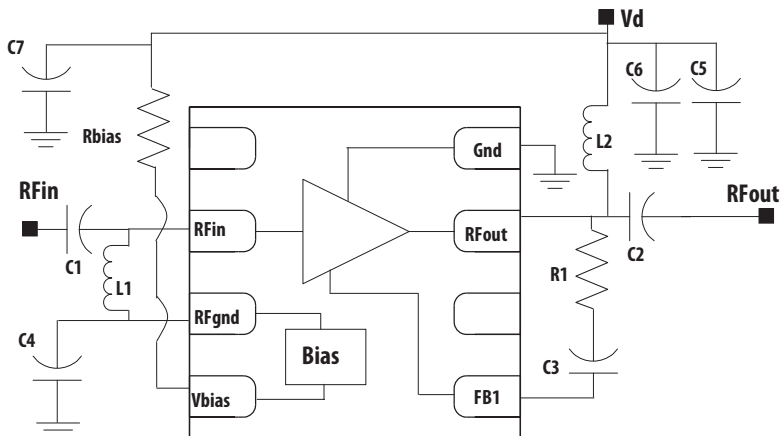 Vd
C7
C6
C5
Rbias
Gnd
L2
RFin
RFout
RFin
RFout
C1
C2
L1
R1
RFgnd
C4
Bias
C3
Vbias
FB1